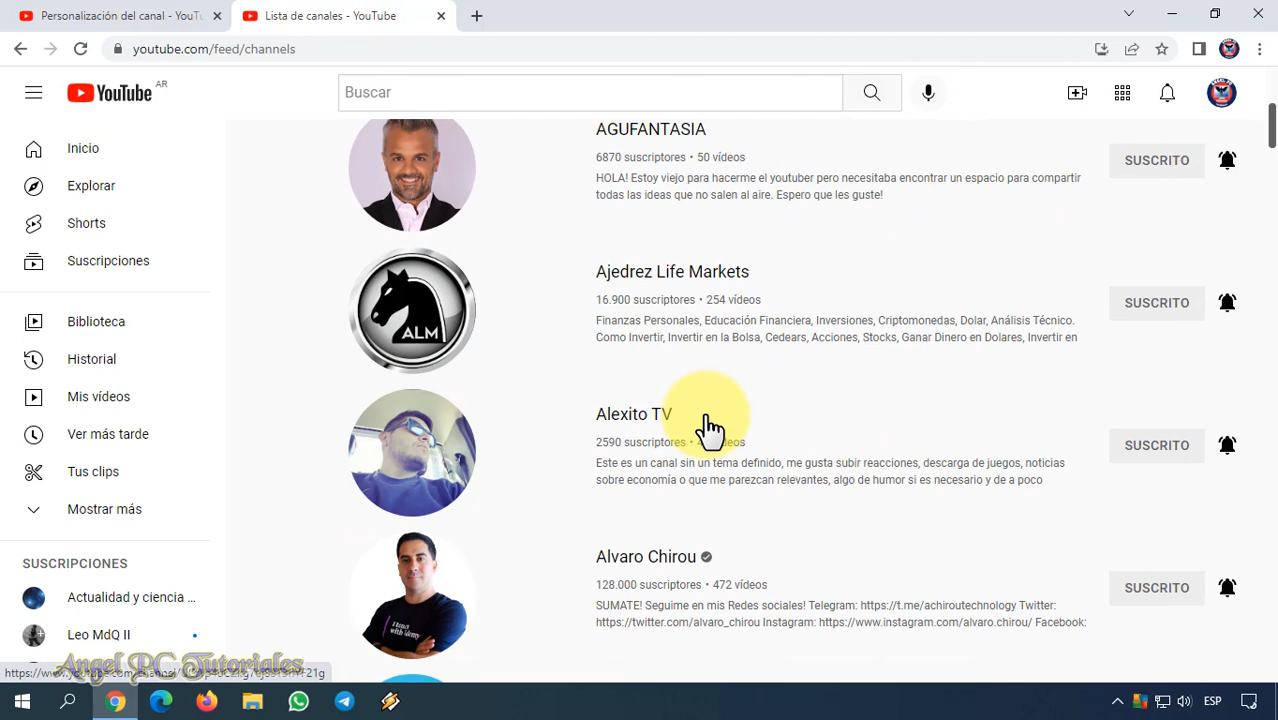 Personalización del canal - YouTu
Lista de canales - YouTube
youtube.com/feed/channels
YouTube AR
Buscar
Inicio
Explorar
Shorts
Suscripciones
Biblioteca
Historial
Mis vídeos
Ver más tarde
Tus clips
Mostrar más
SUSCRIPCIONES
Actualidad y ciencia ...
Leo MdQ II
AGUFANTASIA
6870 suscriptores • 50 vídeos
HOLA! Estoy viejo para hacerme el youtuber pero necesitaba encontrar un espacio para compartir
todas las ideas que no salen al aire. Espero que les guste!
SUSCRITO
Ajedrez Life Markets
16.900 suscriptores • 254 vídeos
Finanzas Personales, Educación Financiera, Inversiones, Criptomonedas, Dolar, Análisis Técnico.
Como Invertir, Invertir en la Bolsa, Cedears, Acciones, Stocks, Ganar Dinero en Dolares, Invertir en
SUSCRITO
ALM
Alexito TV
2590 suscriptores •
Este es un canal sin un tema definido, me gusta subir reacciones, descarga de juegos, noticias
sobre economía o que me parezcan relevantes, algo de humor si es necesario y de a poco
SUSCRITO
Alvaro Chirou
128.000 suscriptores • 472 vídeos
SUMATE! Seguime en mis Redes sociales! Telegram: https://t.me/achiroutechnology Twitter:
https://twitter.com/alvaro_chirou Instagram: https://www.instagram.com/alvaro.chirou/ Facebook:
SUSCRITO
Angel PC Tutoriales
ESP